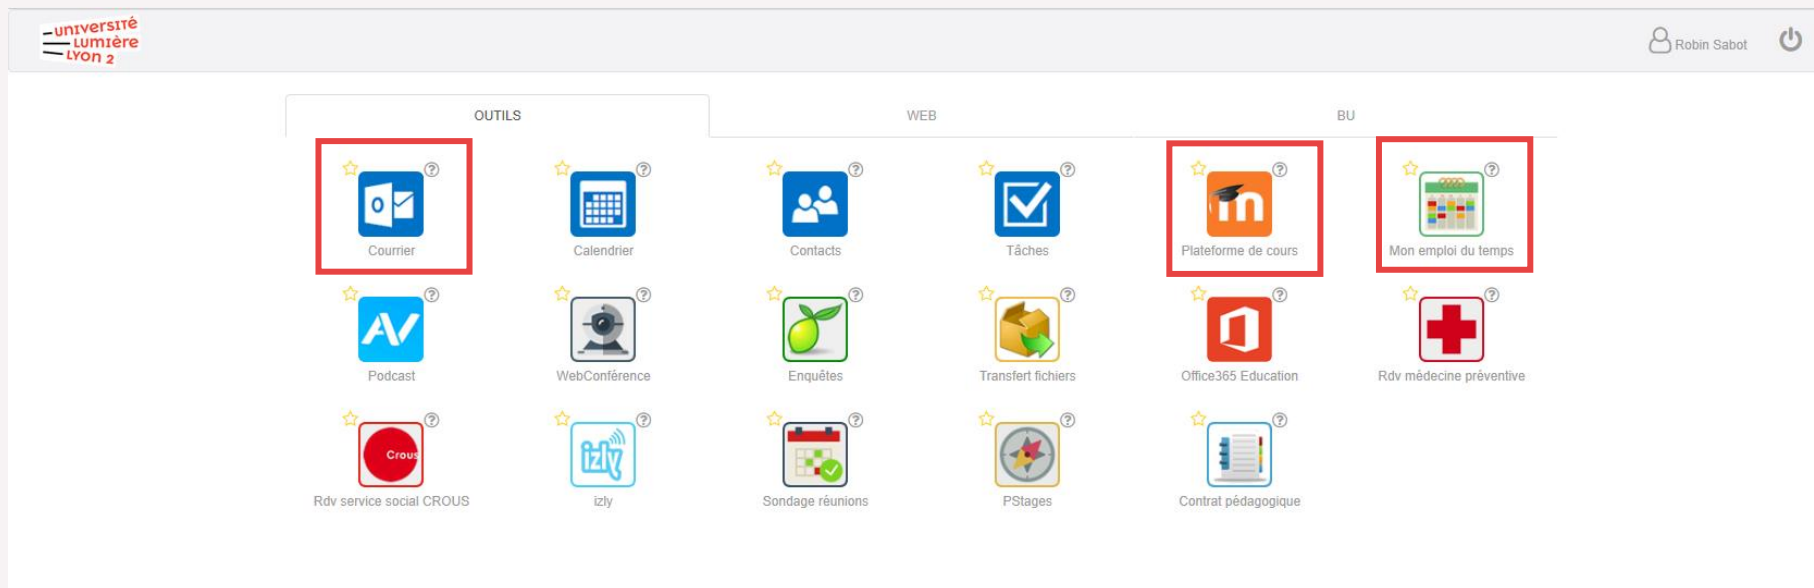 université
Lumière
Lyon 2
Robin Sabot
OUTILS
WEB
BU
Courrier
Calendrier
Contacts
Tâches
Plateforme de cours
Mon emploi du temps
Podcast
WebConférence
Enquêtes
Transfert fichiers
Office365 Education
Rdv médecine préventive
Crous
izly
Rdv service social CROUS
izly
Sondage réunions
PStages
Contrat pédagogique